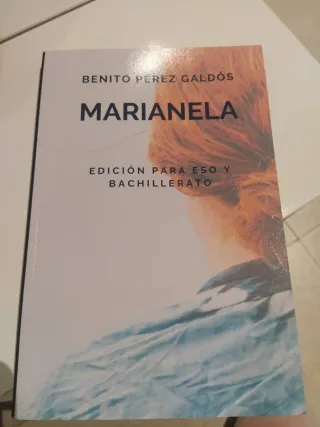 BENITO PÉREZ GALDÓS
MARIANELA
EDICIÓN PARA ESO Y
BACHILLERATO